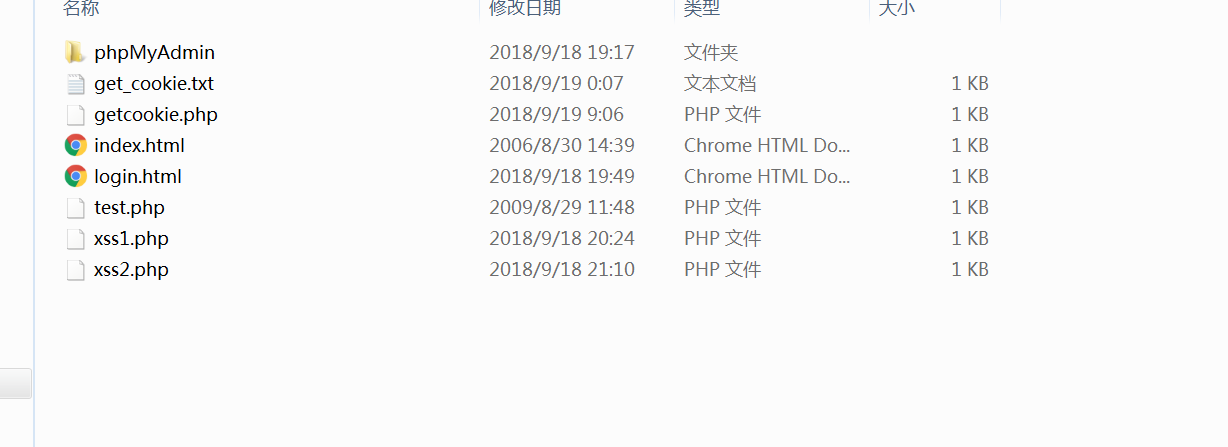 名称 修改日期 类型 大小
phpMyAdmin 2018/9/18 19:17 文件夹
get_cookie.txt 2018/9/19 0:07 文本文档 1 KB
getcookie.php 2018/9/19 9:06 PHP 文件 1 KB
index.html 2006/8/30 14:39 Chrome HTML Do... 1 KB
login.html 2018/9/18 19:49 Chrome HTML Do... 1 KB
test.php 2009/8/29 11:48 PHP 文件 1 KB
xss1.php 2018/9/18 20:24 PHP 文件 1 KB
xss2.php 2018/9/18 21:10 PHP 文件 1 KB